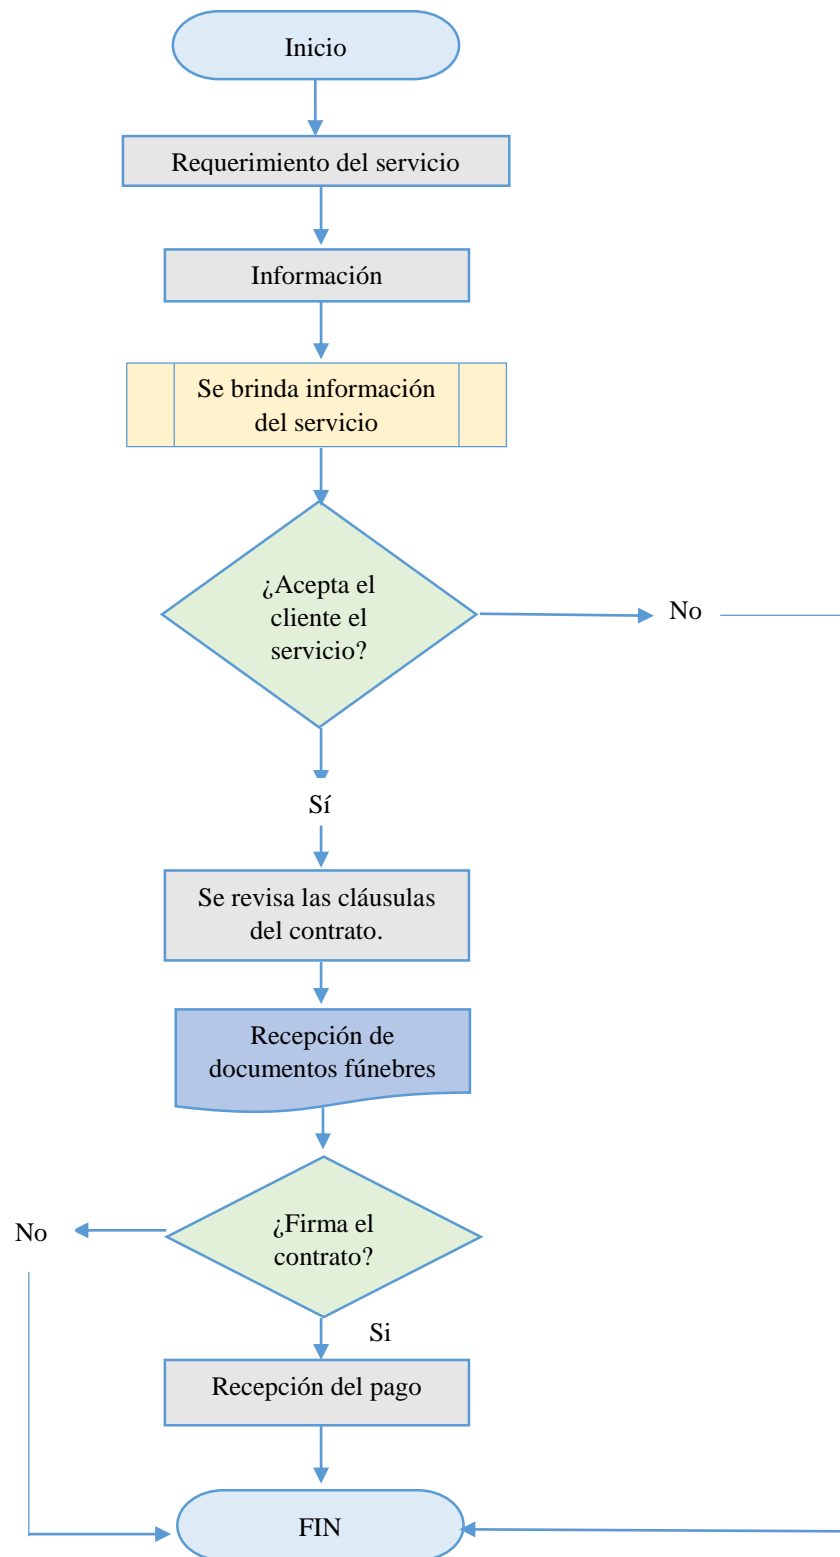 Inicio
Requerimiento del servicio
Información
Se brinda información
del servicio
¿Acepta el
cliente el
servicio?
No
Sí
Se revisa las cláusulas
del contrato.
Recepción de
documentos fúnebres
¿Firma el
contrato?
No
Si
Recepción del pago
FIN